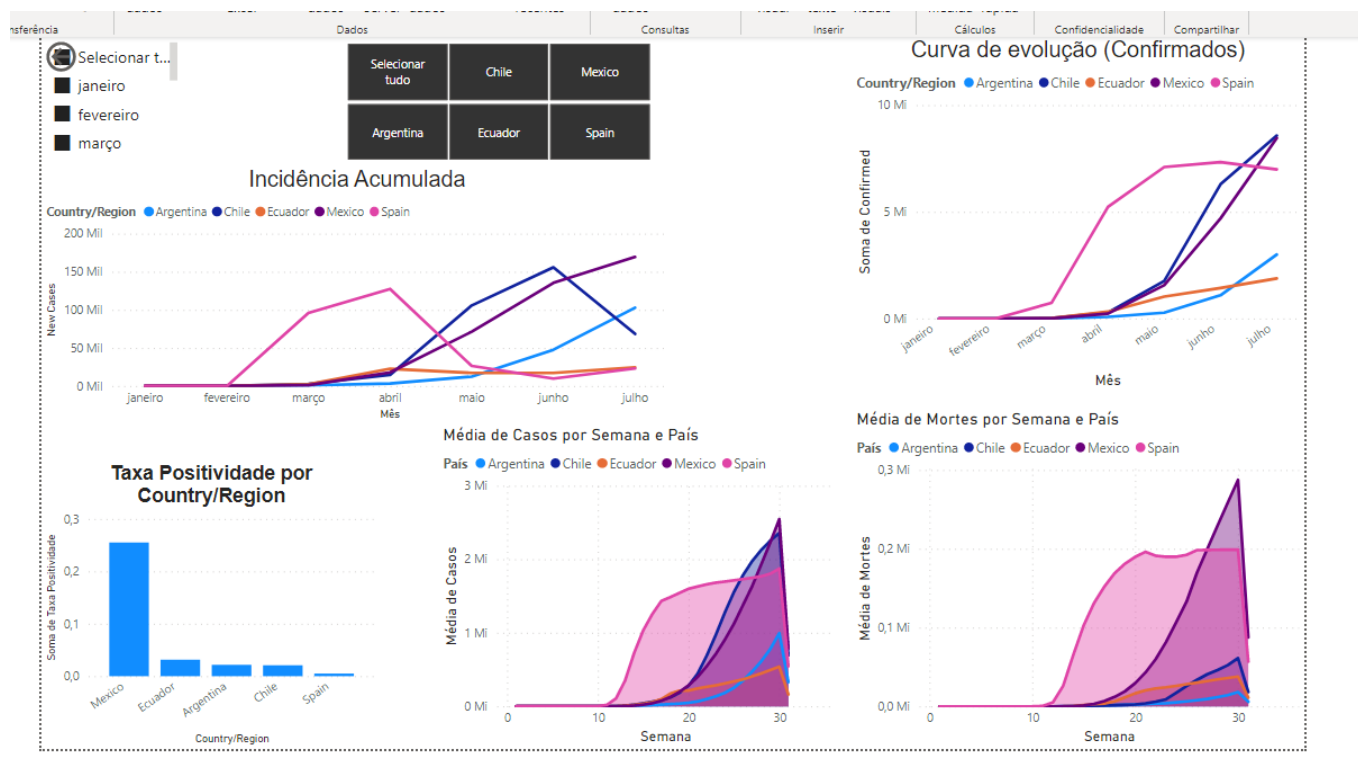 nsferência Dados Consultas Inserir Cálculos Confidencialidade Compartilhar
Selecionar t...
janeiro
fevereiro
março
Selecionar tudo
Chile
Mexico
Argentina
Ecuador
Spain
Incidência Acumulada
Country/Region Argentina Chile Ecuador Mexico Spain
200 Mil
150 Mil
100 Mil
50 Mil
0 Mil
New Cases
janeiro fevereiro março abril maio junho julho
Mês
Curva de evolução (Confirmados)
Country/Region Argentina Chile Ecuador Mexico Spain
10 Mi
5 Mi
0 Mi
Soma de Confirmed
janeiro fevereiro março abril maio junho julho
Mês
Taxa Positividade por
Country/Region
0,3
0,2
0,1
0,0
Soma de Taxa Positividade
Mexico Ecuador Argentina Chile Spain
Country/Region
Média de Casos por Semana e País
País Argentina Chile Ecuador Mexico Spain
3 Mi
2 Mi
1 Mi
0 Mi
Média de Casos
0 10 20 30
Semana
Média de Mortes por Semana e País
País Argentina Chile Ecuador Mexico Spain
0,3 Mi
0,2 Mi
0,1 Mi
0,0 Mi
Média de Mortes
0 10 20 30
Semana